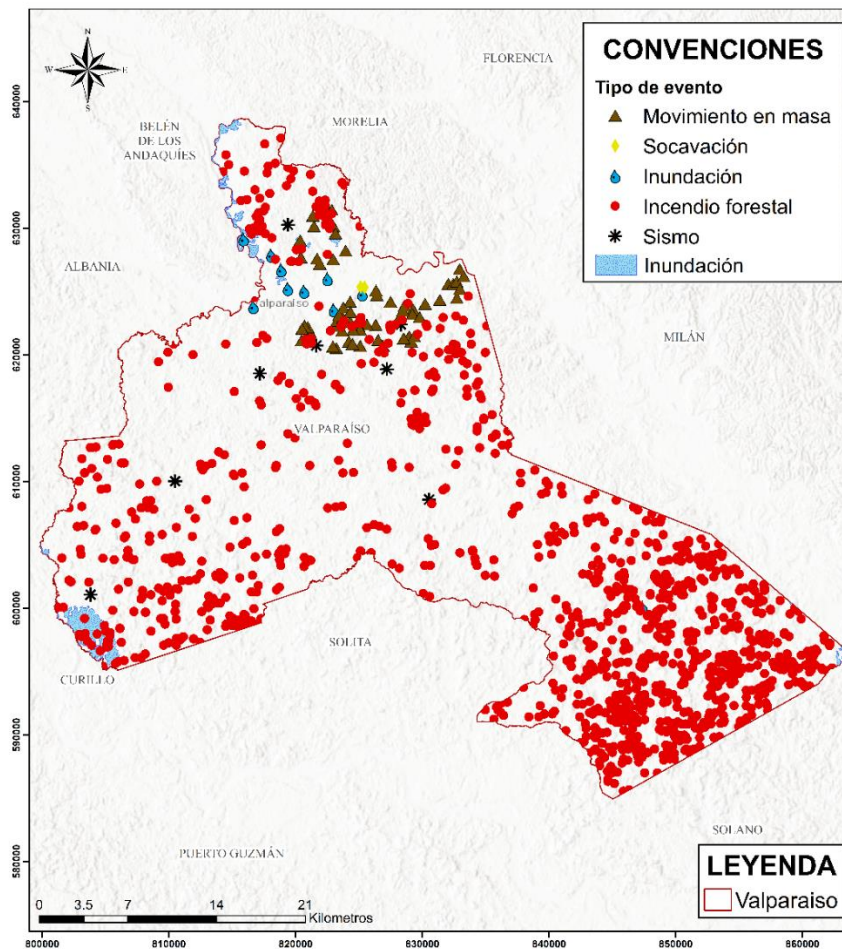 N
W
E
S
FLORENCIA
MORELIA
BELÉN
DE LOS
ANDAQUÍES
ALBANIA
MILÁN
VALPARAÍSO
CURILLO
SOLITA
SOLANO
PUERTO GUZMÁN
CONVENCIONES
Tipo de evento
Movimiento en masa
Socavación
Inundación
Incendio forestal
Sismo
Inundación
LEYENDA
Valparaiso
0 3.5 7 14 21
Kilometros
640000
630000
620000
610000
600000
590000
580000
800000 810000 820000 830000 840000 850000 860000